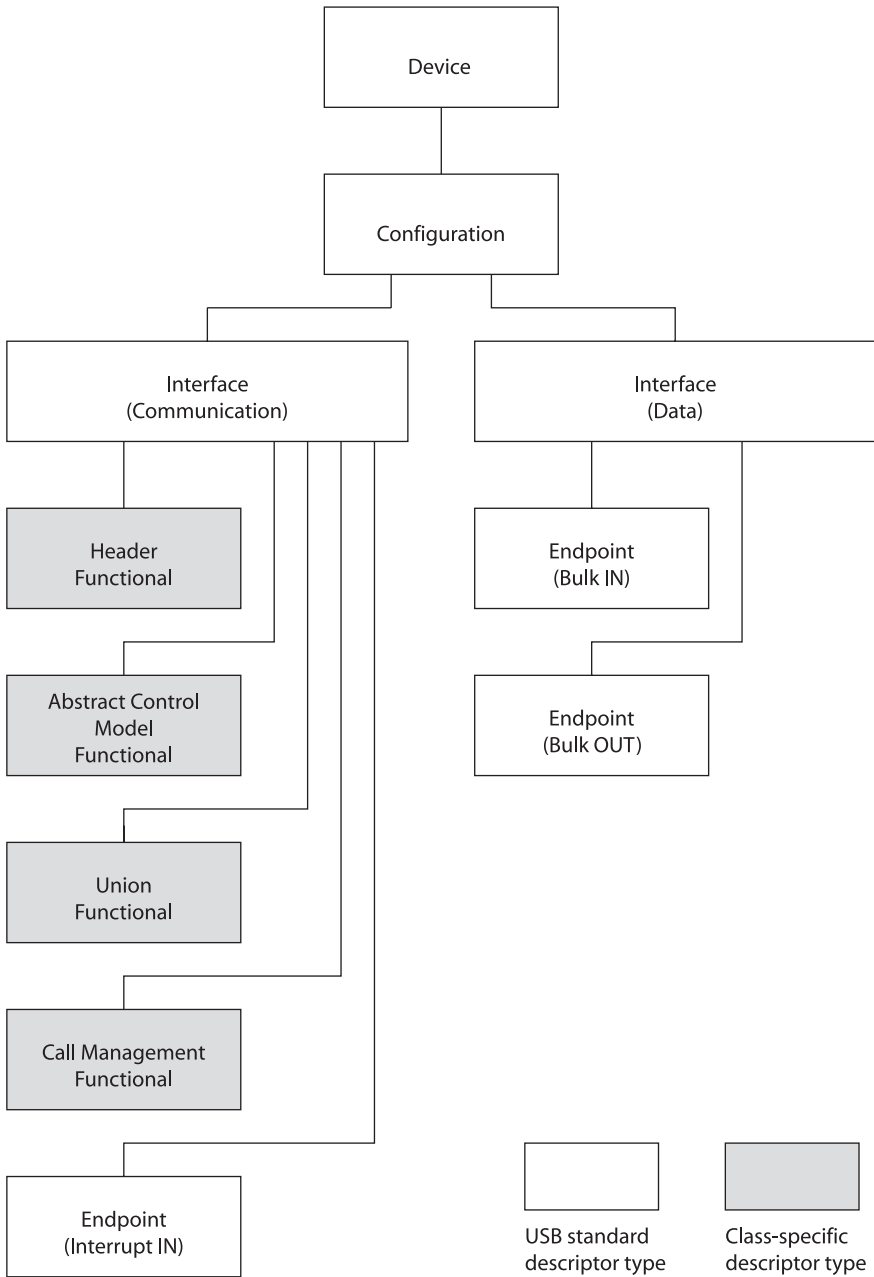 Device
Configuration
Interface
(Communication)
Interface
(Data)
Header
Functional
Endpoint
(Bulk IN)
Abstract Control
Model
Functional
Endpoint
(Bulk OUT)
Union
Functional
Call Management
Functional
Endpoint
(Interrupt IN)
USB standard
descriptor type
Class-specific
descriptor type